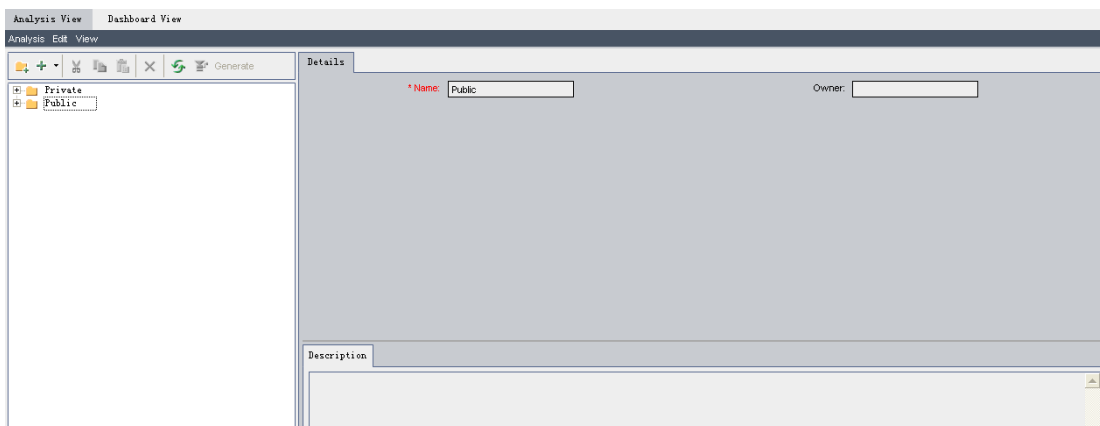 Analysis View Dashboard View
Analysis Edit View
Generate
Private
Public
Details
* Name: Public Owner:
Description